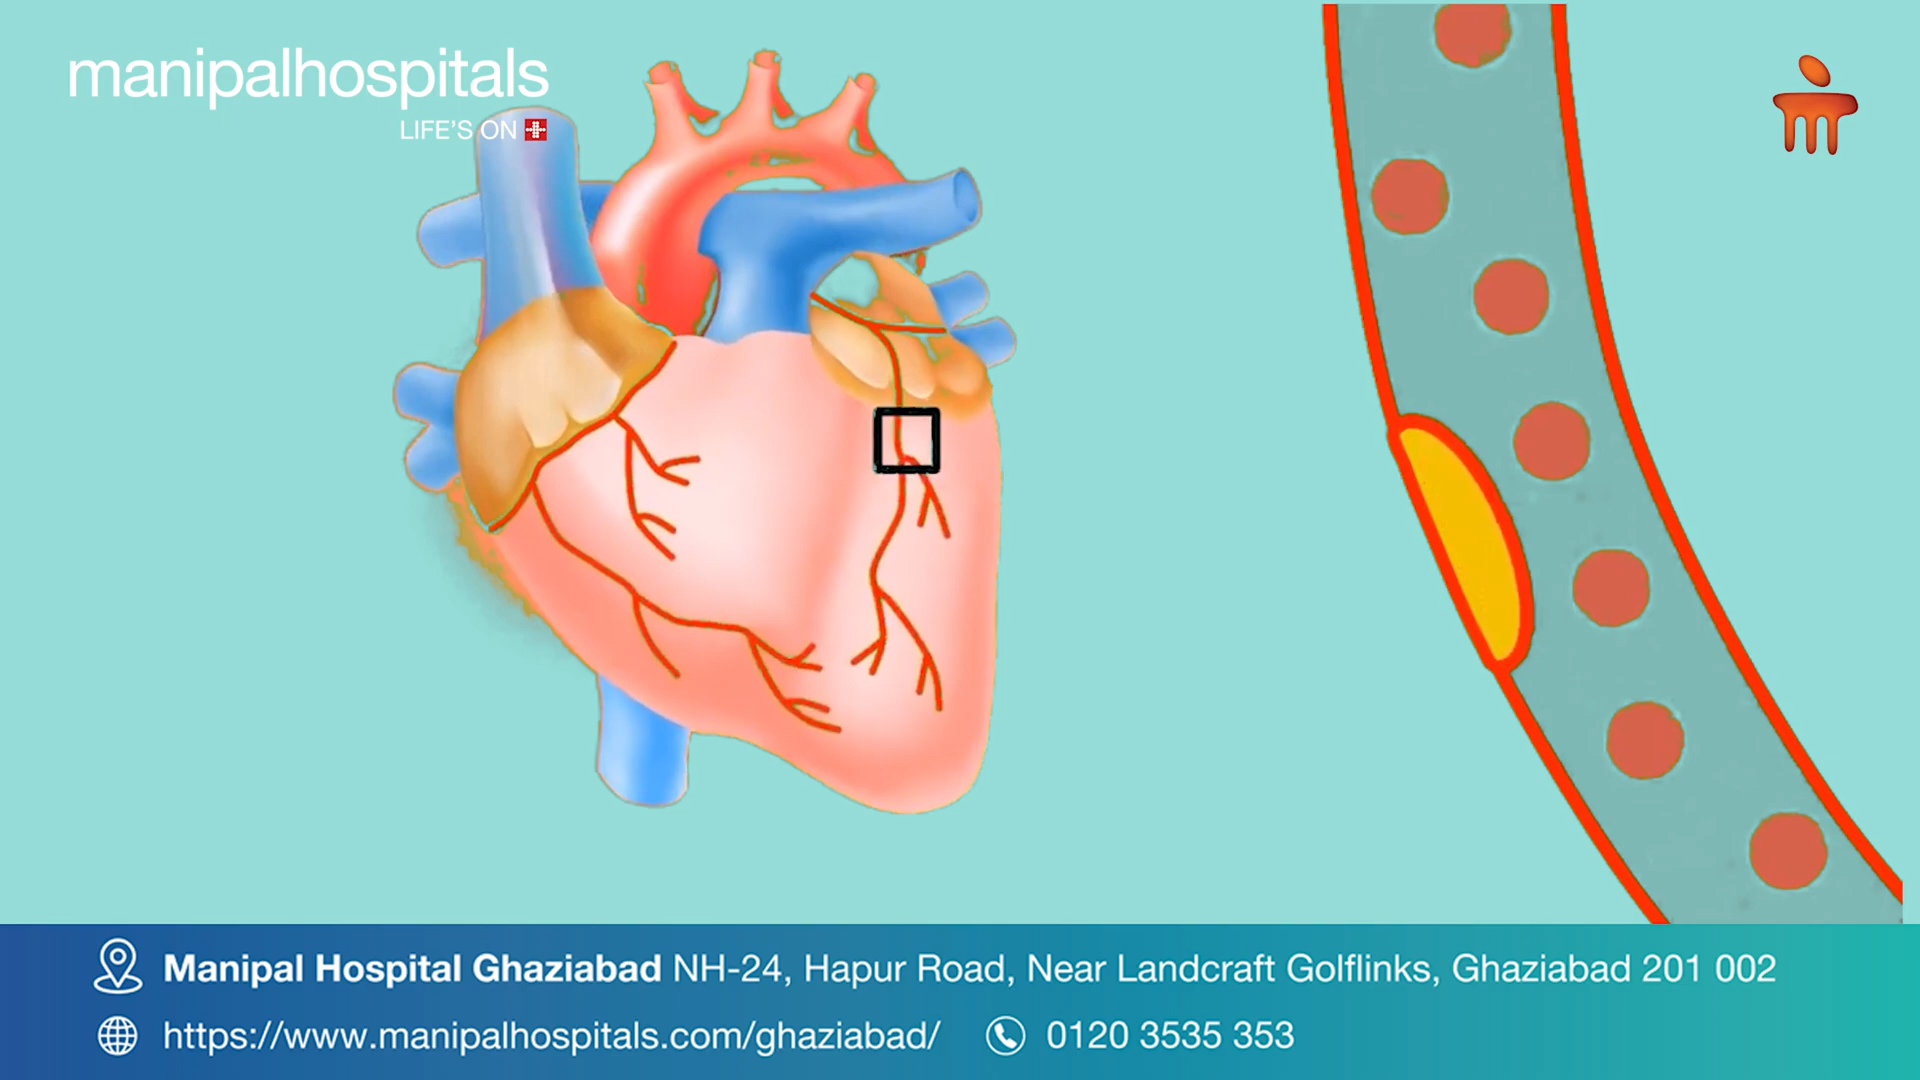 manipalhospitals
LIFE'S ON
Manipal Hospital Ghaziabad NH-24, Hapur Road, Near Landcraft Golflinks, Ghaziabad 201 002
https://www.manipalhospitals.com/ghaziabad/ 0120 3535 353